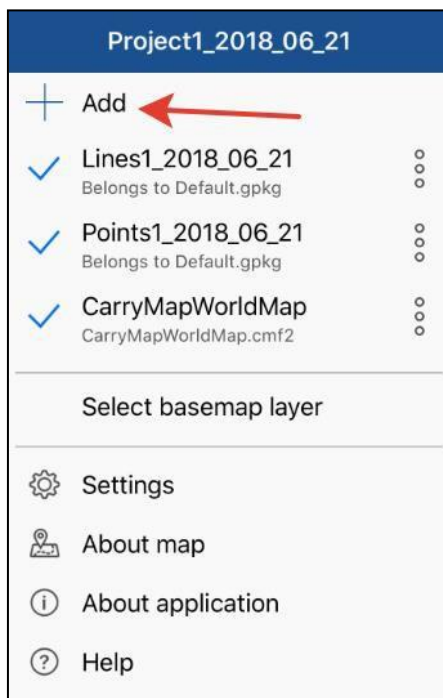 Project1_2018_06_21
Add
Lines1_2018_06_21
Belongs to Default.gpkg
Points1_2018_06_21
Belongs to Default.gpkg
CarryMapWorldMap
CarryMapWorldMap.cmf2
Select basemap layer
Settings
About map
About application
Help